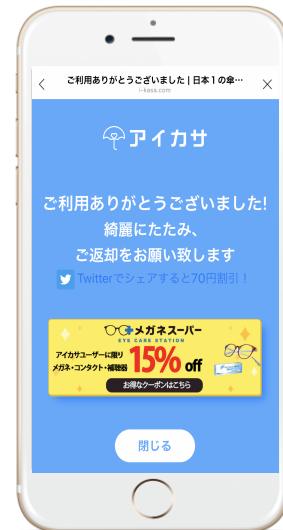 ご利用ありがとうございました | 日本１の傘…
i-kasa.com
アイカサ
ご利用ありがとうございました!
綺麗にたたみ、
ご返却をお願い致します
Twitterでシェアすると70円割引！
メガネスーパー
EYE CARE STATION
アイカサユーザーに限り
メガネ・コンタクト・補聴器
15% off
お得なクーポンはこちら
閉じる